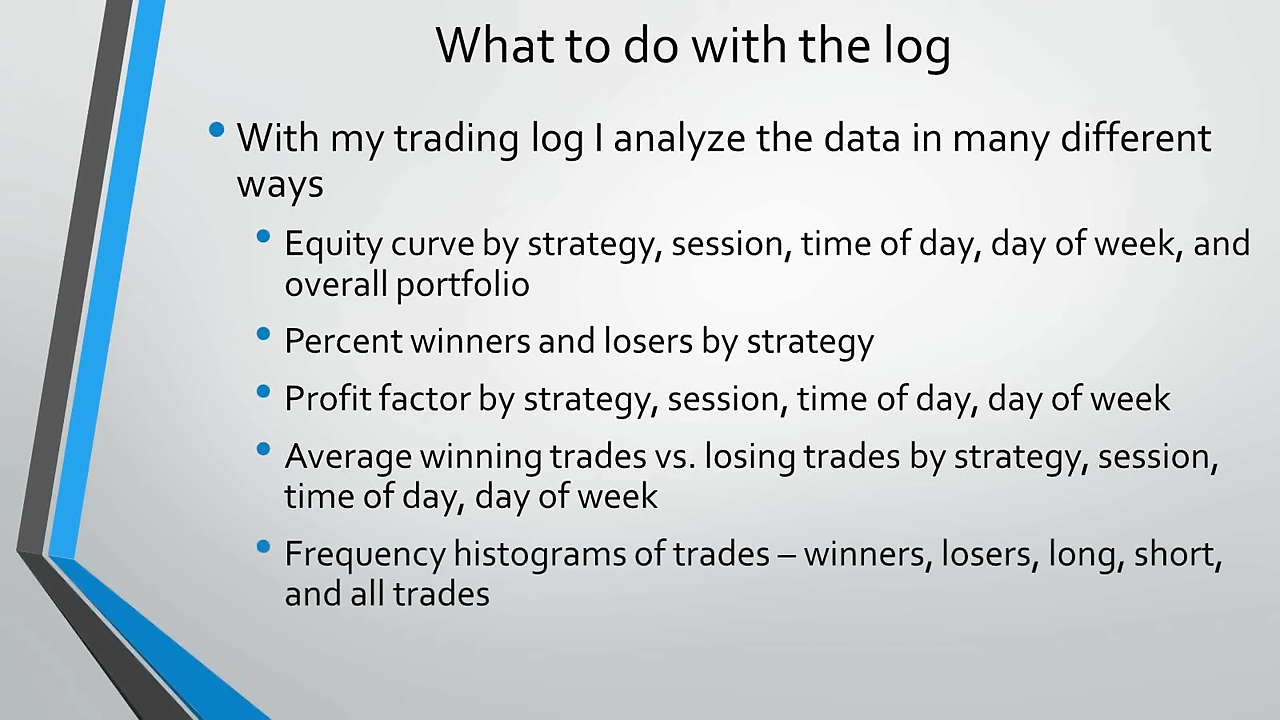 What to do with the log
• With my trading log I analyze the data in many different
ways
• Equity curve by strategy, session, time of day, day of week, and
overall portfolio
• Percent winners and losers by strategy
• Profit factor by strategy, session, time of day, day of week
• Average winning trades vs. losing trades by strategy, session,
time of day, day of week
• Frequency histograms of trades – winners, losers, long, short,
and all trades